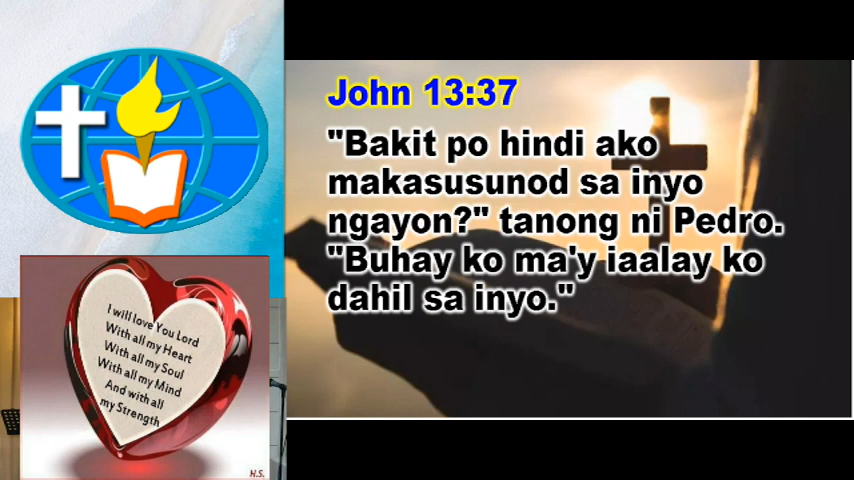 John 13:37
"Bakit po hindi ako
makasusunod sa inyo
ngayon?" tanong ni Pedro.
"Buhay ko ma'y iaalay ko
dahil sa inyo."
I will love You Lord
With all my Heart
With all my Soul
With all my Mind
And with all
my Strength
H.S.